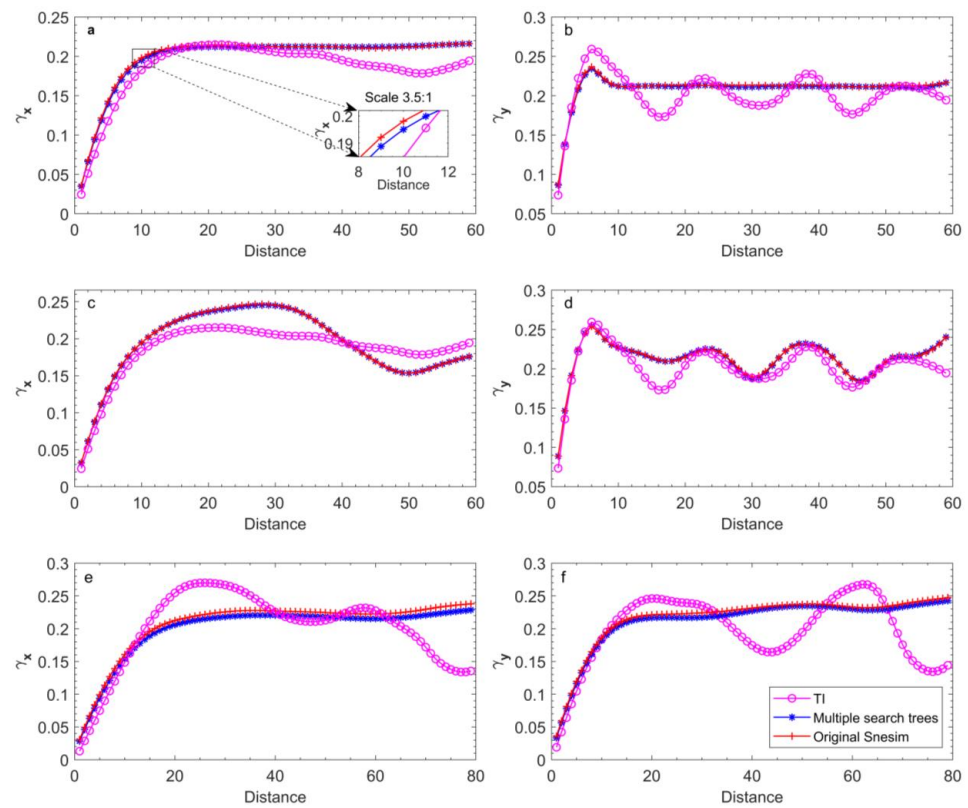 a
0.25
0.2
0.15
0.1
0.05
0
γx
0 10 20 30 40 50 60
Distance
Scale 3.5:1
γx
0.2
0.19
8 10 12
Distance
b
0.3
0.25
0.2
0.15
0.1
0.05
γy
0 10 20 30 40 50 60
Distance
c
0.25
0.2
0.15
0.1
0.05
0
γx
0 10 20 30 40 50 60
Distance
d
0.3
0.25
0.2
0.15
0.1
0.05
γy
0 10 20 30 40 50 60
Distance
e
0.3
0.25
0.2
0.15
0.1
0.05
0
γx
0 20 40 60 80
Distance
f
0.3
0.25
0.2
0.15
0.1
0.05
0
γy
0 20 40 60 80
Distance
TI
Multiple search trees
Original Snesim